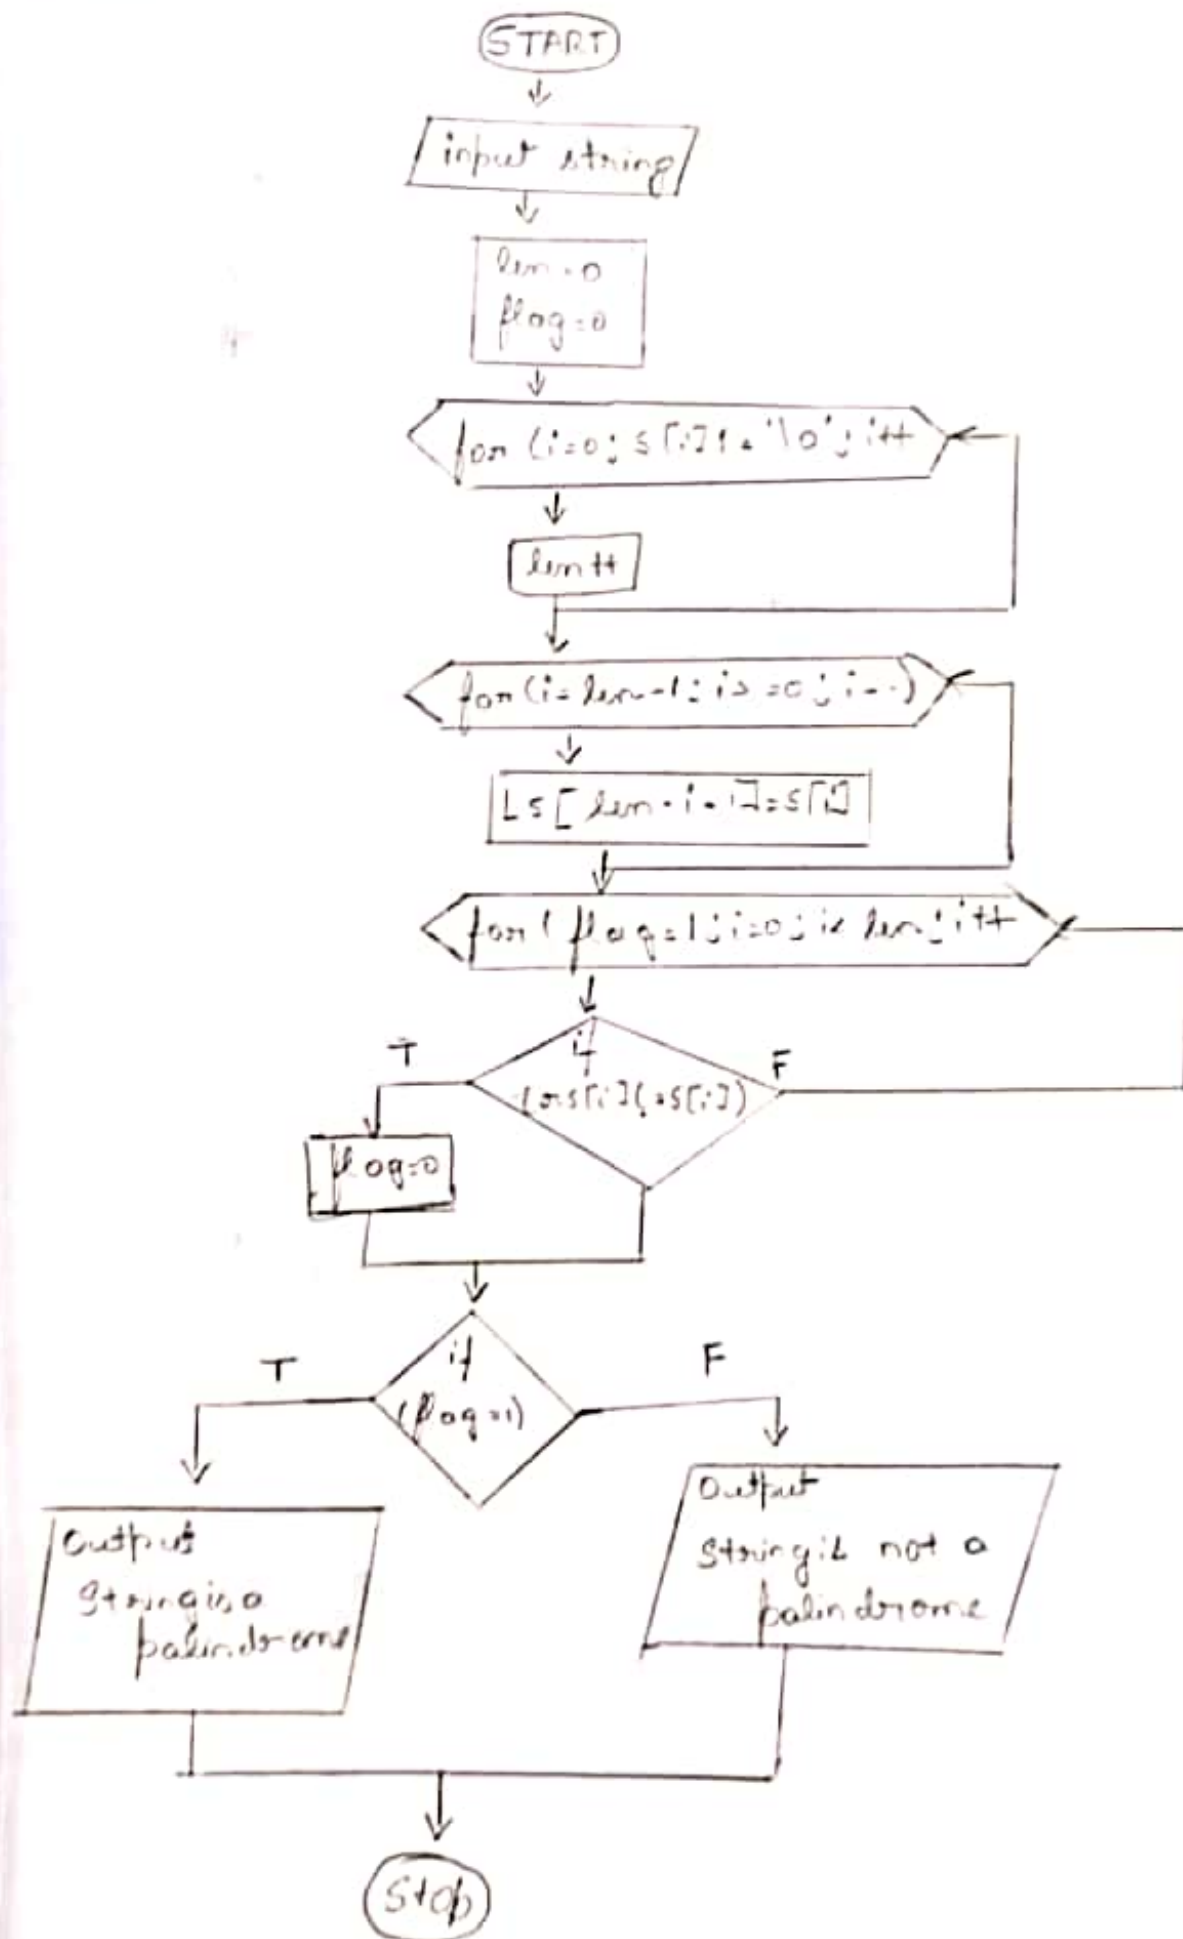 START
input string
len=0
flag=0
for (i=0; s[i]!='\0'; i++
len++
for(i=len-1; i>=0; i--)
[len-i-1]=s[i]
for( flag=1; i=0; i< len; i++
T
if
F
(rs[i]!=s[i])
flag=0
T
if
F
(flag=1)
Output
String is a
palindrome
Output
String is not a
palindrome
Stop